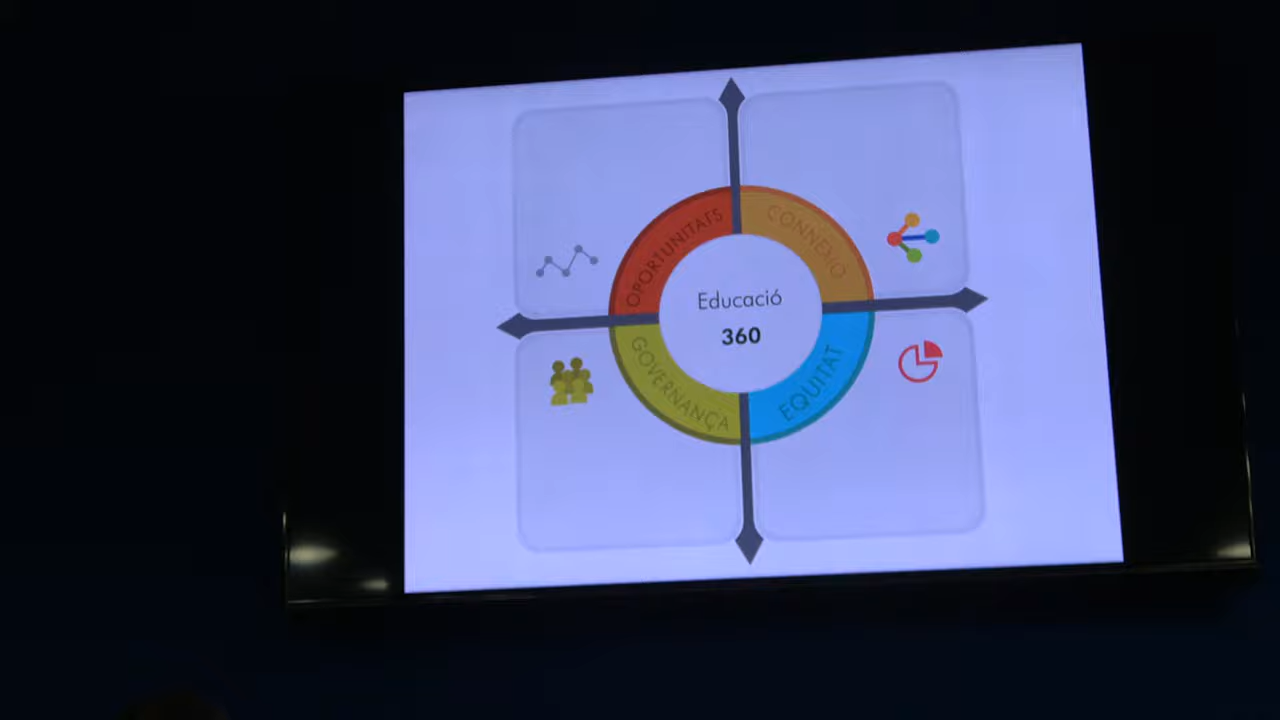 OPORTUNITATS
CONNEXIÓ
Educació
360
GOVERNANÇA
EQUITAT